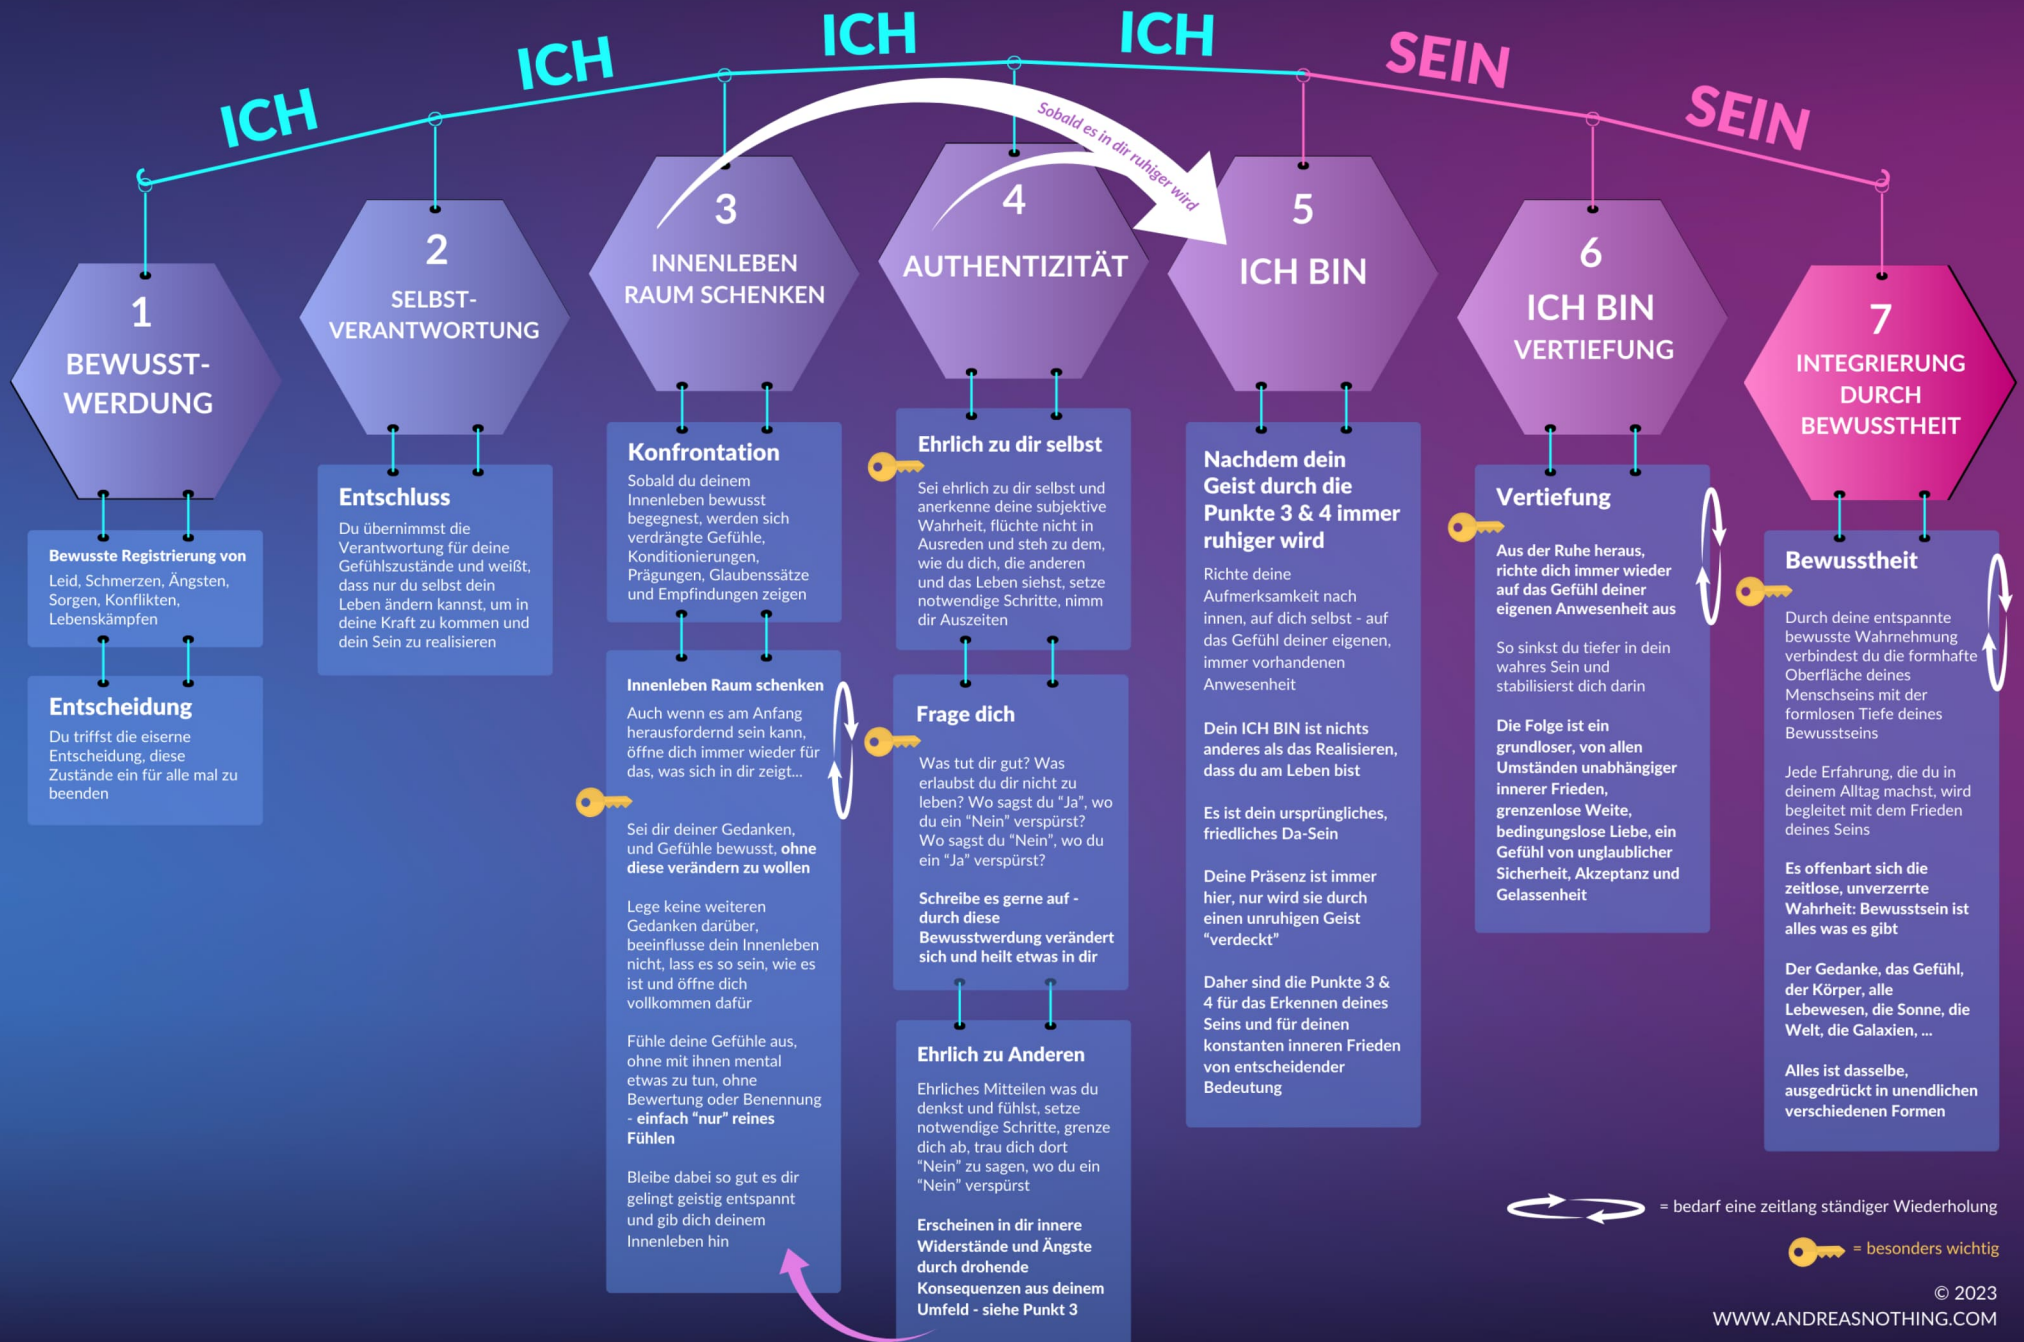 ICH
ICH
ICH
ICH
SEIN
SEIN
Sobald es in dir ruhiger wird
1
BEWUSST-
WERDUNG
Bewusste Registrierung von
Leid, Schmerzen, Ängsten,
Sorgen, Konflikten,
Lebenskämpfen
Entscheidung
Du triffst die eiserne
Entscheidung, diese
Zustände ein für alle mal zu
beenden
2
SELBST-
VERANTWORTUNG
Entschluss
Du übernimmst die
Verantwortung für deine
Gefühlszustände und weißt,
dass nur du selbst dein
Leben ändern kannst, um in
deine Kraft zu kommen und
dein Sein zu realisieren
3
INNENLEBEN
RAUM SCHENKEN
Konfrontation
Sobald du deinem
Innenleben bewusst
begegnest, werden sich
verdrängte Gefühle,
Konditionierungen,
Prägungen, Glaubenssätze
und Empfindungen zeigen
Innenleben Raum schenken
Auch wenn es am Anfang
herausfordernd sein kann,
öffne dich immer wieder für
das, was sich in dir zeigt...
Sei dir deiner Gedanken,
und Gefühle bewusst, ohne
diese verändern zu wollen
Lege keine weiteren
Gedanken darüber,
beeinflusse dein Innenleben
nicht, lass es so sein, wie es
ist und öffne dich
vollkommen dafür
Fühle deine Gefühle aus,
ohne mit ihnen mental
etwas zu tun, ohne
Bewertung oder Benennung
- einfach “nur” reines
Fühlen
Bleibe dabei so gut es dir
gelingt geistig entspannt
und gib dich deinem
Innenleben hin
4
AUTHENTIZITÄT
Ehrlich zu dir selbst
Sei ehrlich zu dir selbst und
anerkenne deine subjektive
Wahrheit, flüchte nicht in
Ausreden und steh zu dem,
wie du dich, die anderen
und das Leben siehst, setze
notwendige Schritte, nimm
dir Auszeiten
Frage dich
Was tut dir gut? Was
erlaubst du dir nicht zu
leben? Wo sagst du “Ja”, wo
du ein “Nein” verspürst?
Wo sagst du “Nein”, wo du
ein “Ja” verspürst?
Schreibe es gerne auf -
durch diese
Bewusstwerdung verändert
sich und heilt etwas in dir
Ehrlich zu Anderen
Ehrliches Mitteilen was du
denkst und fühlst, setze
notwendige Schritte, grenze
dich ab, trau dich dort
“Nein” zu sagen, wo du ein
“Nein” verspürst
Erscheinen in dir innere
Widerstände und Ängste
durch drohende
Konsequenzen aus deinem
Umfeld - siehe Punkt 3
5
ICH BIN
Nachdem dein
Geist durch die
Punkte 3 & 4 immer
ruhiger wird
Richte deine
Aufmerksamkeit nach
innen, auf dich selbst - auf
das Gefühl deiner eigenen,
immer vorhandenen
Anwesenheit
Dein ICH BIN ist nichts
anderes als das Realisieren,
dass du am Leben bist
Es ist dein ursprüngliches,
friedliches Da-Sein
Deine Präsenz ist immer
hier, nur wird sie durch
einen unruhigen Geist
“verdeckt”
Daher sind die Punkte 3 &
4 für das Erkennen deines
Seins und für deinen
konstanten inneren Frieden
von entscheidender
Bedeutung
6
ICH BIN
VERTIEFUNG
Vertiefung
Aus der Ruhe heraus,
richte dich immer wieder
auf das Gefühl deiner
eigenen Anwesenheit aus
So sinkst du tiefer in dein
wahres Sein und
stabilisierst dich darin
Die Folge ist ein
grundloser, von allen
Umständen unabhängiger
innerer Frieden,
grenzenlose Weite,
bedingungslose Liebe, ein
Gefühl von unglaublicher
Sicherheit, Akzeptanz und
Gelassenheit
7
INTEGRIERUNG
DURCH
BEWUSSTHEIT
Bewusstheit
Durch deine entspannte
bewusste Wahrnehmung
verbindest du die formhafte
Oberfläche deines
Menschseins mit der
formlosen Tiefe deines
Bewusstseins
Jede Erfahrung, die du in
deinem Alltag machst, wird
begleitet mit dem Frieden
deines Seins
Es offenbart sich die
zeitlose, unverzerrte
Wahrheit: Bewusstsein ist
alles was es gibt
Der Gedanke, das Gefühl,
der Körper, alle
Lebewesen, die Sonne, die
Welt, die Galaxien, ...
Alles ist dasselbe,
ausgedrückt in unendlichen
verschiedenen Formen
= bedarf eine zeitlang ständiger Wiederholung
= besonders wichtig
© 2023
WWW.ANDREASNOTHING.COM